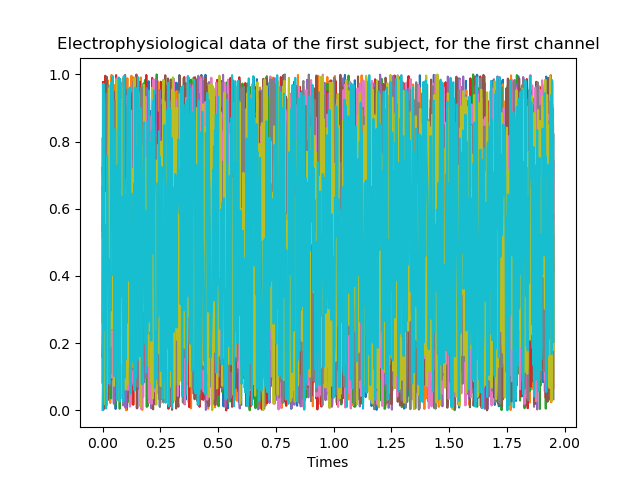 Electrophysiological data of the first subject, for the first channel
1.0
0.8
0.6
0.4
0.2
0.0
0.00 0.25 0.50 0.75 1.00 1.25 1.50 1.75 2.00
Times